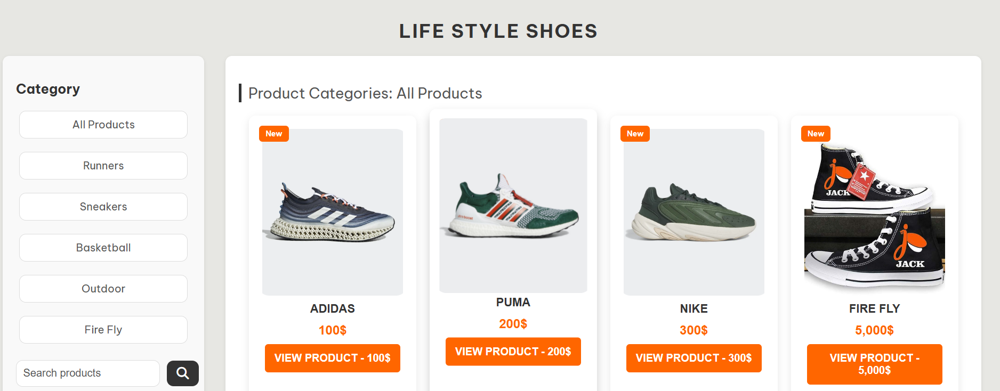 LIFE STYLE SHOES
Category
All Products
Runners
Sneakers
Basketball
Outdoor
Fire Fly
Search products
Product Categories: All Products
New
ADIDAS
100$
VIEW PRODUCT - 100$
PUMA
200$
VIEW PRODUCT - 200$
New
NIKE
300$
VIEW PRODUCT - 300$
New
JACK
JACK
FIRE FLY
5,000$
VIEW PRODUCT -
5,000$